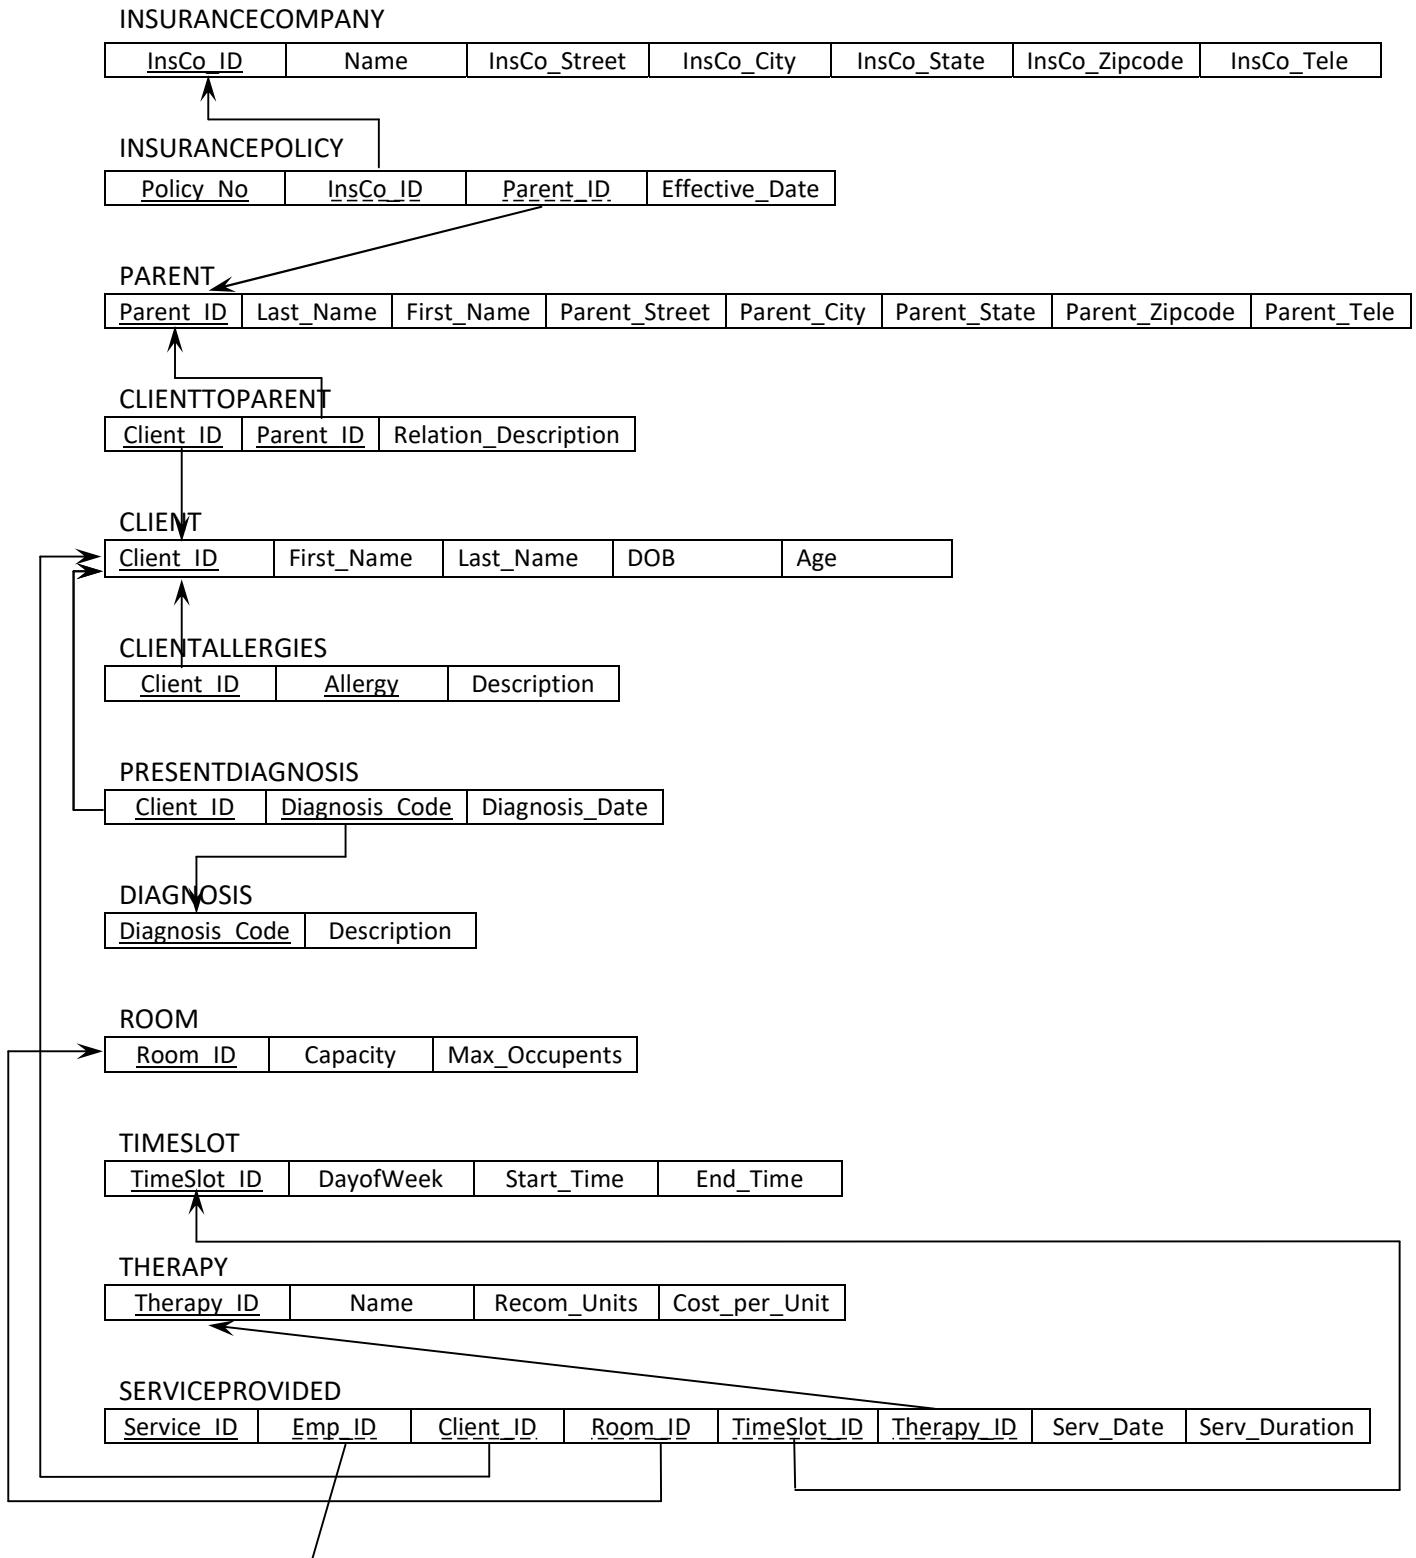 INSURANCECOMPANY
InsCo_ID Name InsCo_Street InsCo_City InsCo_State InsCo_Zipcode InsCo_Tele
INSURANCEPOLICY
Policy_No InsCo_ID Parent_ID Effective_Date
PARENT
Parent_ID Last_Name First_Name Parent_Street Parent_City Parent_State Parent_Zipcode Parent_Tele
CLIENTTOPARENT
Client_ID Parent_ID Relation_Description
CLIENT
Client_ID First_Name Last_Name DOB Age
CLIENTALLERGIES
Client_ID Allergy Description
PRESENTDIAGNOSIS
Client_ID Diagnosis_Code Diagnosis_Date
DIAGNOSIS
Diagnosis_Code Description
ROOM
Room_ID Capacity Max_Occupents
TIMESLOT
TimeSlot_ID DayofWeek Start_Time End_Time
THERAPY
Therapy_ID Name Recom_Units Cost_per_Unit
SERVICEPROVIDED
Service_ID Emp_ID Client_ID Room_ID TimeSlot_ID Therapy_ID Serv_Date Serv_Duration